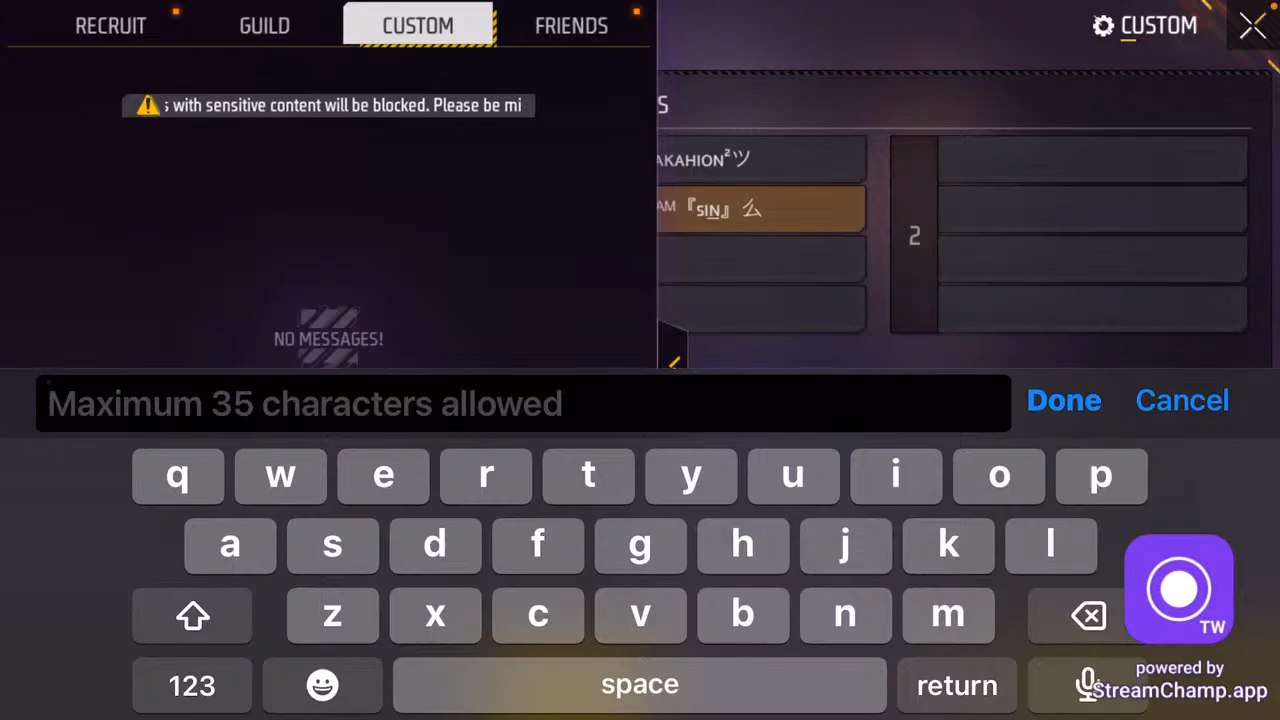 RECRUIT GUILD CUSTOM FRIENDS CUSTOM
s with sensitive content will be blocked. Please be mi
S
AKAHION²ツ
AM『SIN』么
2
NO MESSAGES!
Maximum 35 characters allowed Done Cancel
q w e r t y u i o p
a s d f g h j k l
z x c v b n m
TW
123 space return
powered by
StreamChamp.app